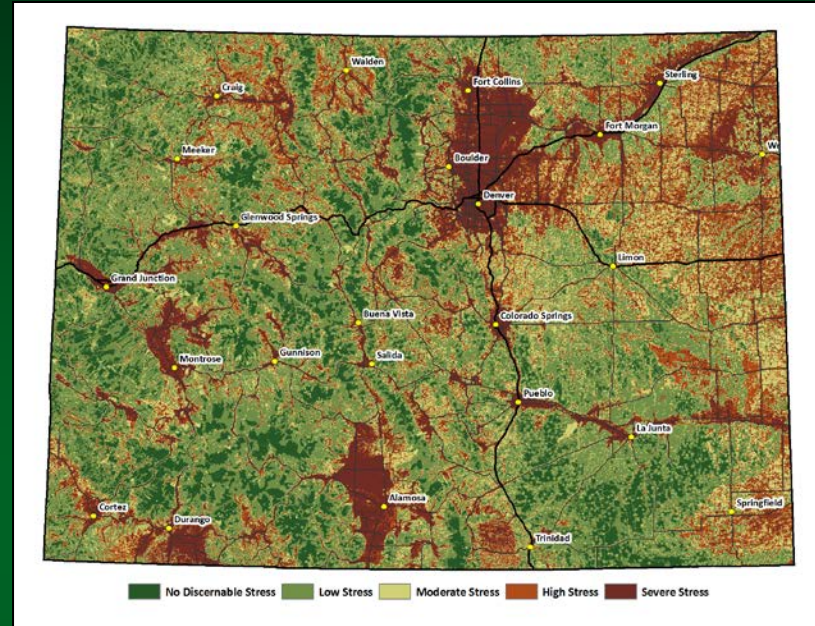 Walden
Craig
Fort Collins
Sterling
Fort Morgan
Meeker
Boulder
Denver
Glenwood Springs
Limon
Grand Junction
Buena Vista
Colorado Springs
Montrose
Gunnison
Salida
Pueblo
La Junta
Alamosa
Springfield
Cortez
Durango
Trinidad
No Discernable Stress Low Stress Moderate Stress High Stress Severe Stress